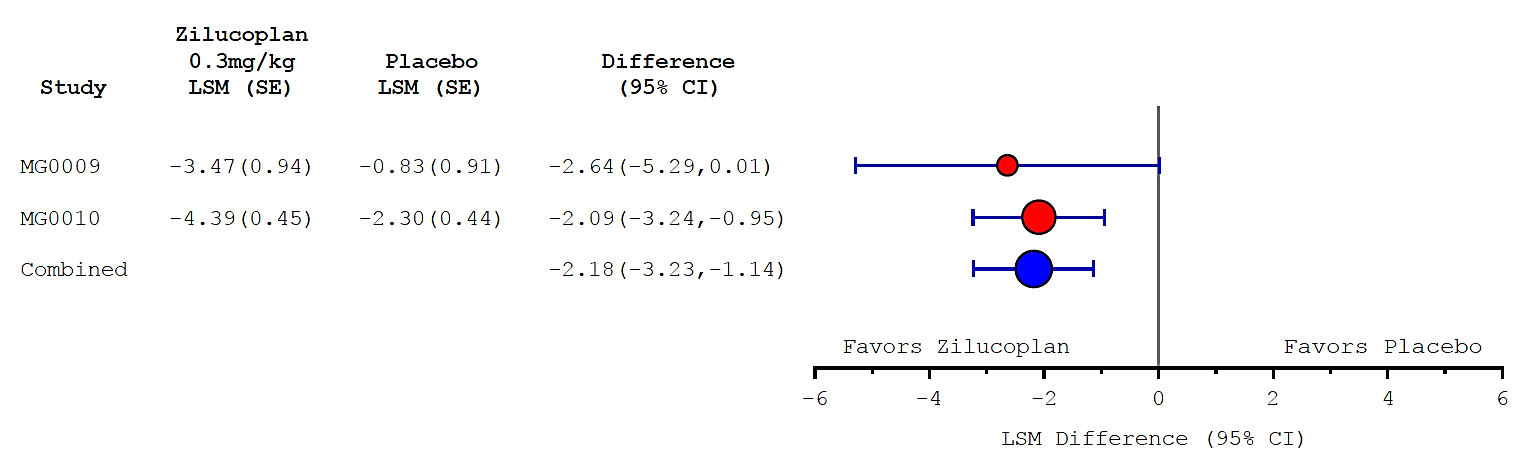 Zilucoplan
0.3mg/kg Placebo Difference
Study LSM (SE) LSM (SE) (95% CI)
MG0009 -3.47(0.94) -0.83(0.91) -2.64(-5.29,0.01)
MG0010 -4.39(0.45) -2.30(0.44) -2.09(-3.24,-0.95)
Combined -2.18(-3.23,-1.14)
Favors Zilucoplan Favors Placebo
-6 -4 -2 0 2 4 6
LSM Difference (95% CI)